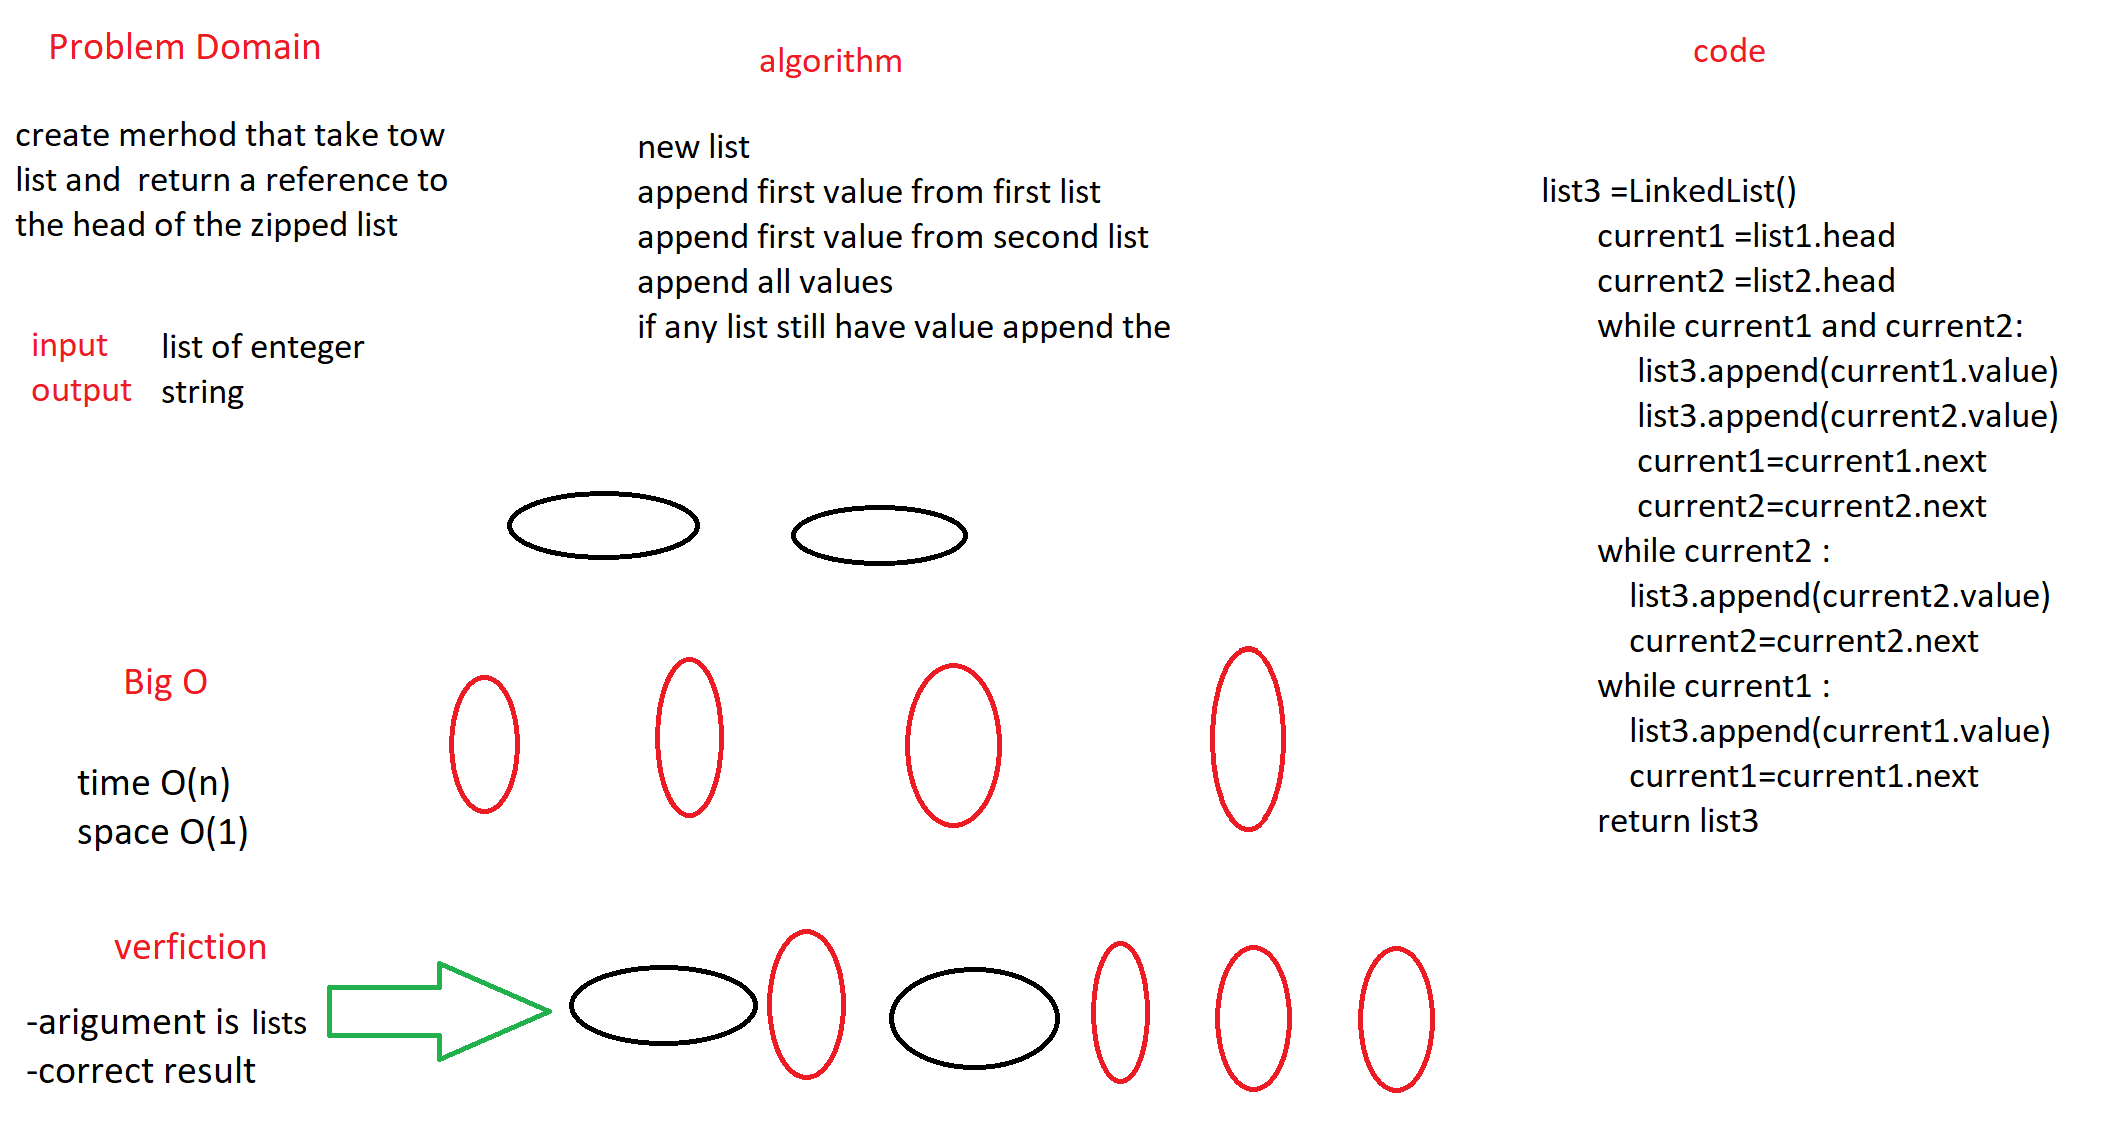 Problem Domain
create merhod that take tow
list and  return a reference to
the head of the zipped list
input list of enteger
output string
algorithm
new list
append first value from first list
append first value from second list
append all values
if any list still have value append the
code
list3 =LinkedList()
current1 =list1.head
current2 =list2.head
while current1 and current2:
list3.append(current1.value)
list3.append(current2.value)
current1=current1.next
current2=current2.next
while current2 :
list3.append(current2.value)
current2=current2.next
while current1 :
list3.append(current1.value)
current1=current1.next
return list3
Big O
time O(n)
space O(1)
verfiction
-arigument is lists
-correct result